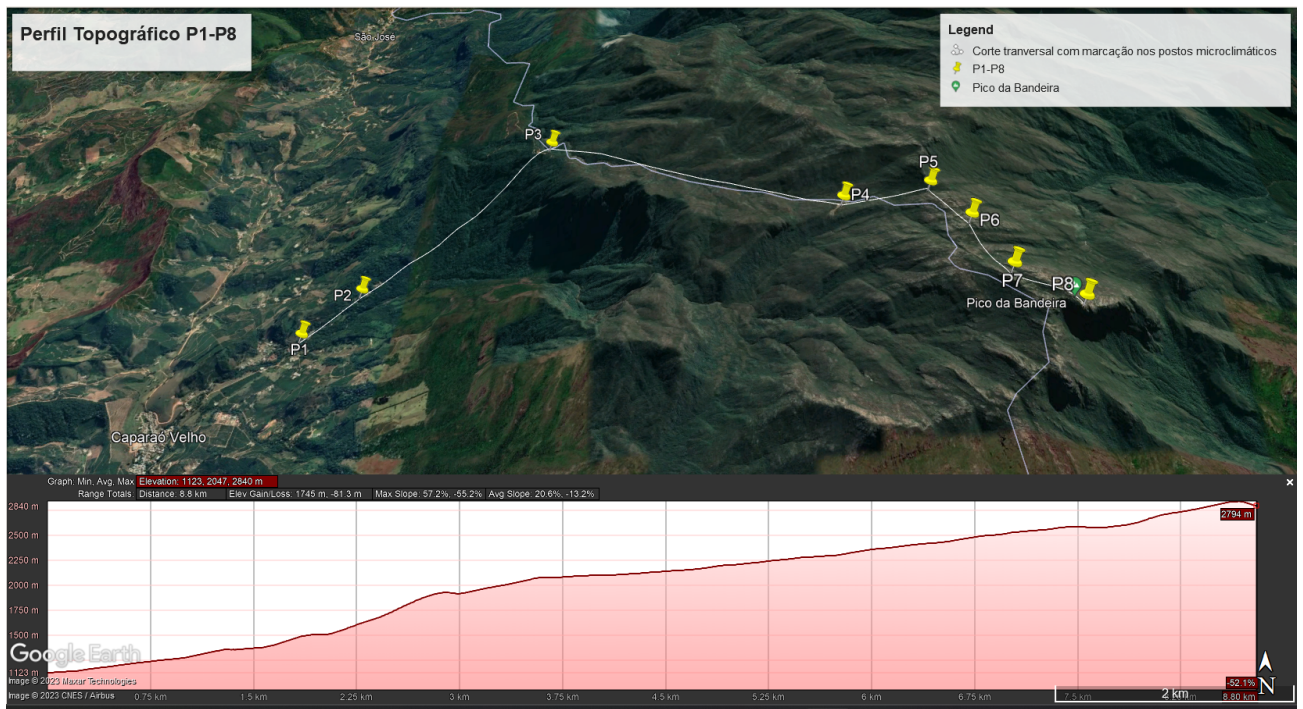 Perfil Topográfico P1-P8
São José
Legend
Corte tranversal com marcação nos postos microclimáticos
P1-P8
Pico da Bandeira
P3
P5
P4
P6
P2
P7
P8
Pico da Bandeira
P1
Caparaó Velho
Graph: Min, Avg, Max Elevation: 1123, 2047, 2840 m
Range Totals: Distance: 8.8 km Elev Gain/Loss: 1745 m, -81.3 m Max Slope: 57.2%, -55.2% Avg Slope: 20.6%, -13.2%
2840 m
2794 m
2500 m
2250 m
2000 m
1750 m
1500 m
Google Earth
1123 m
Image © 2023 Maxar Technologies
Image © 2023 CNES / Airbus
0.75 km 1.5 km 2.25 km 3 km 3.75 km 4.5 km 5.25 km 6 km 6.75 km 7.5 km 8.80 km
-52.1%
2 km
N